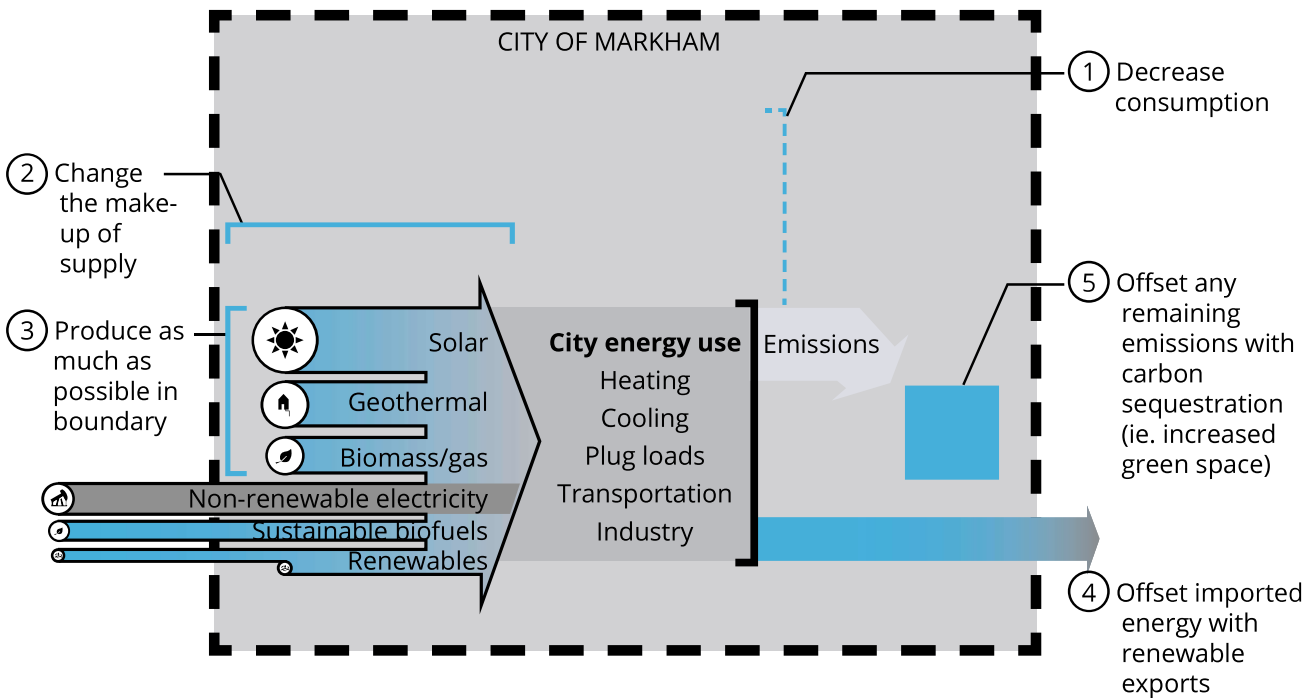 CITY OF MARKHAM
1 Decrease
consumption
2 Change
the make-
up of
supply
3 Produce as
much as
possible in
boundary
Solar
Geothermal
Biomass/gas
Non-renewable electricity
Sustainable biofuels
Renewables
City energy use
Heating
Cooling
Plug loads
Transportation
Industry
Emissions
5 Offset any
remaining
emissions with
carbon
sequestration
(ie. increased
green space)
4 Offset imported
energy with
renewable
exports